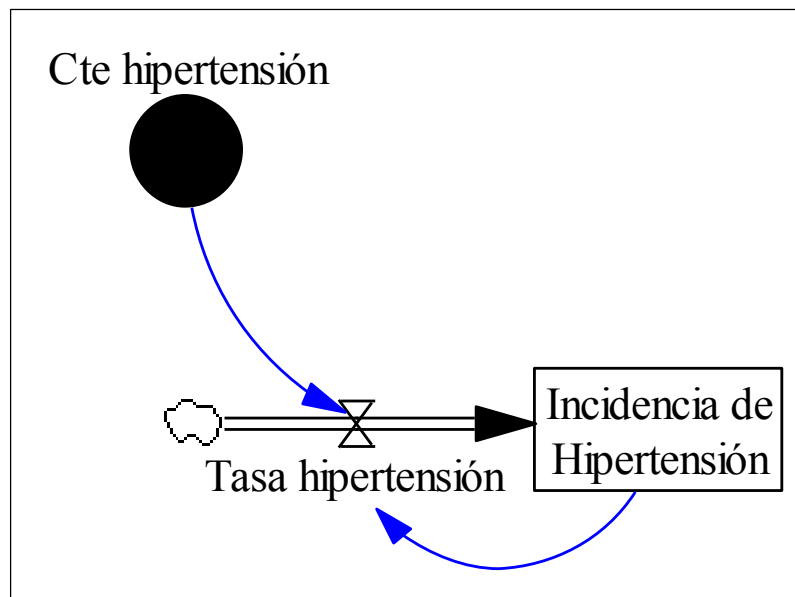 Cte hipertensión
Incidencia de
Hipertensión
Tasa hipertensión